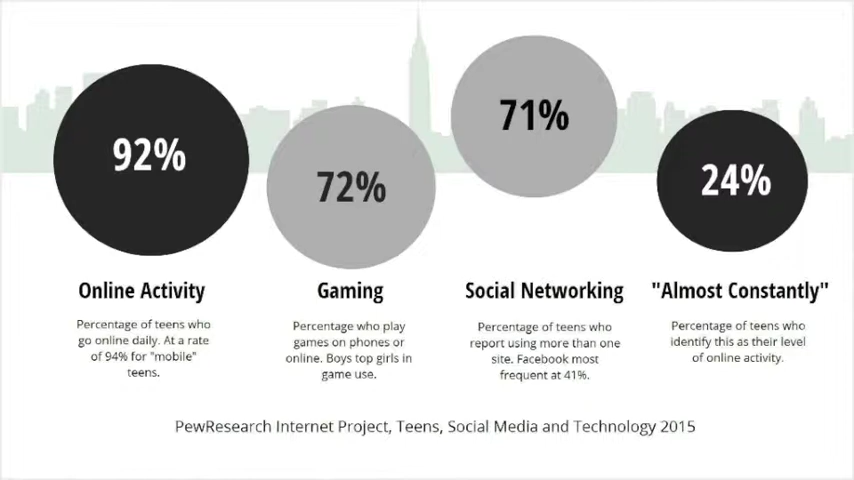 92%
72%
71%
24%
Online Activity
Percentage of teens who
go online daily. At a rate
of 94% for "mobile"
teens.
Gaming
Percentage who play
games on phones or
online. Boys top girls in
game use.
Social Networking
Percentage of teens who
report using more than one
site. Facebook most
frequent at 41%.
"Almost Constantly"
Percentage of teens who
identify this as their level
of online activity.
PewResearch Internet Project, Teens, Social Media and Technology 2015